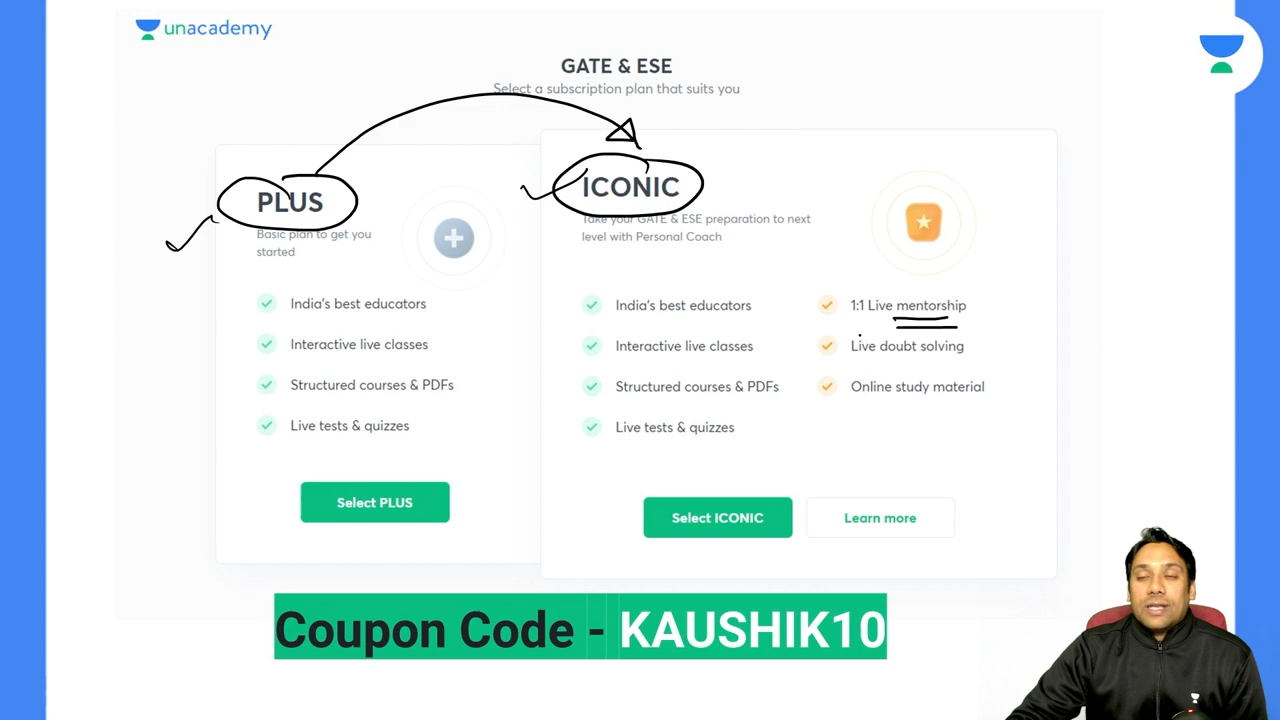 unacademy
GATE & ESE
Select a subscription plan that suits you
PLUS
Basic plan to get you
started
India's best educators
Interactive live classes
Structured courses & PDFs
Live tests & quizzes
Select PLUS
ICONIC
Take your GATE & ESE preparation to next
level with Personal Coach
India's best educators
Interactive live classes
Structured courses & PDFs
Live tests & quizzes
1:1 Live mentorship
Live doubt solving
Online study material
Select ICONIC
Learn more
Coupon Code - KAUSHIK10